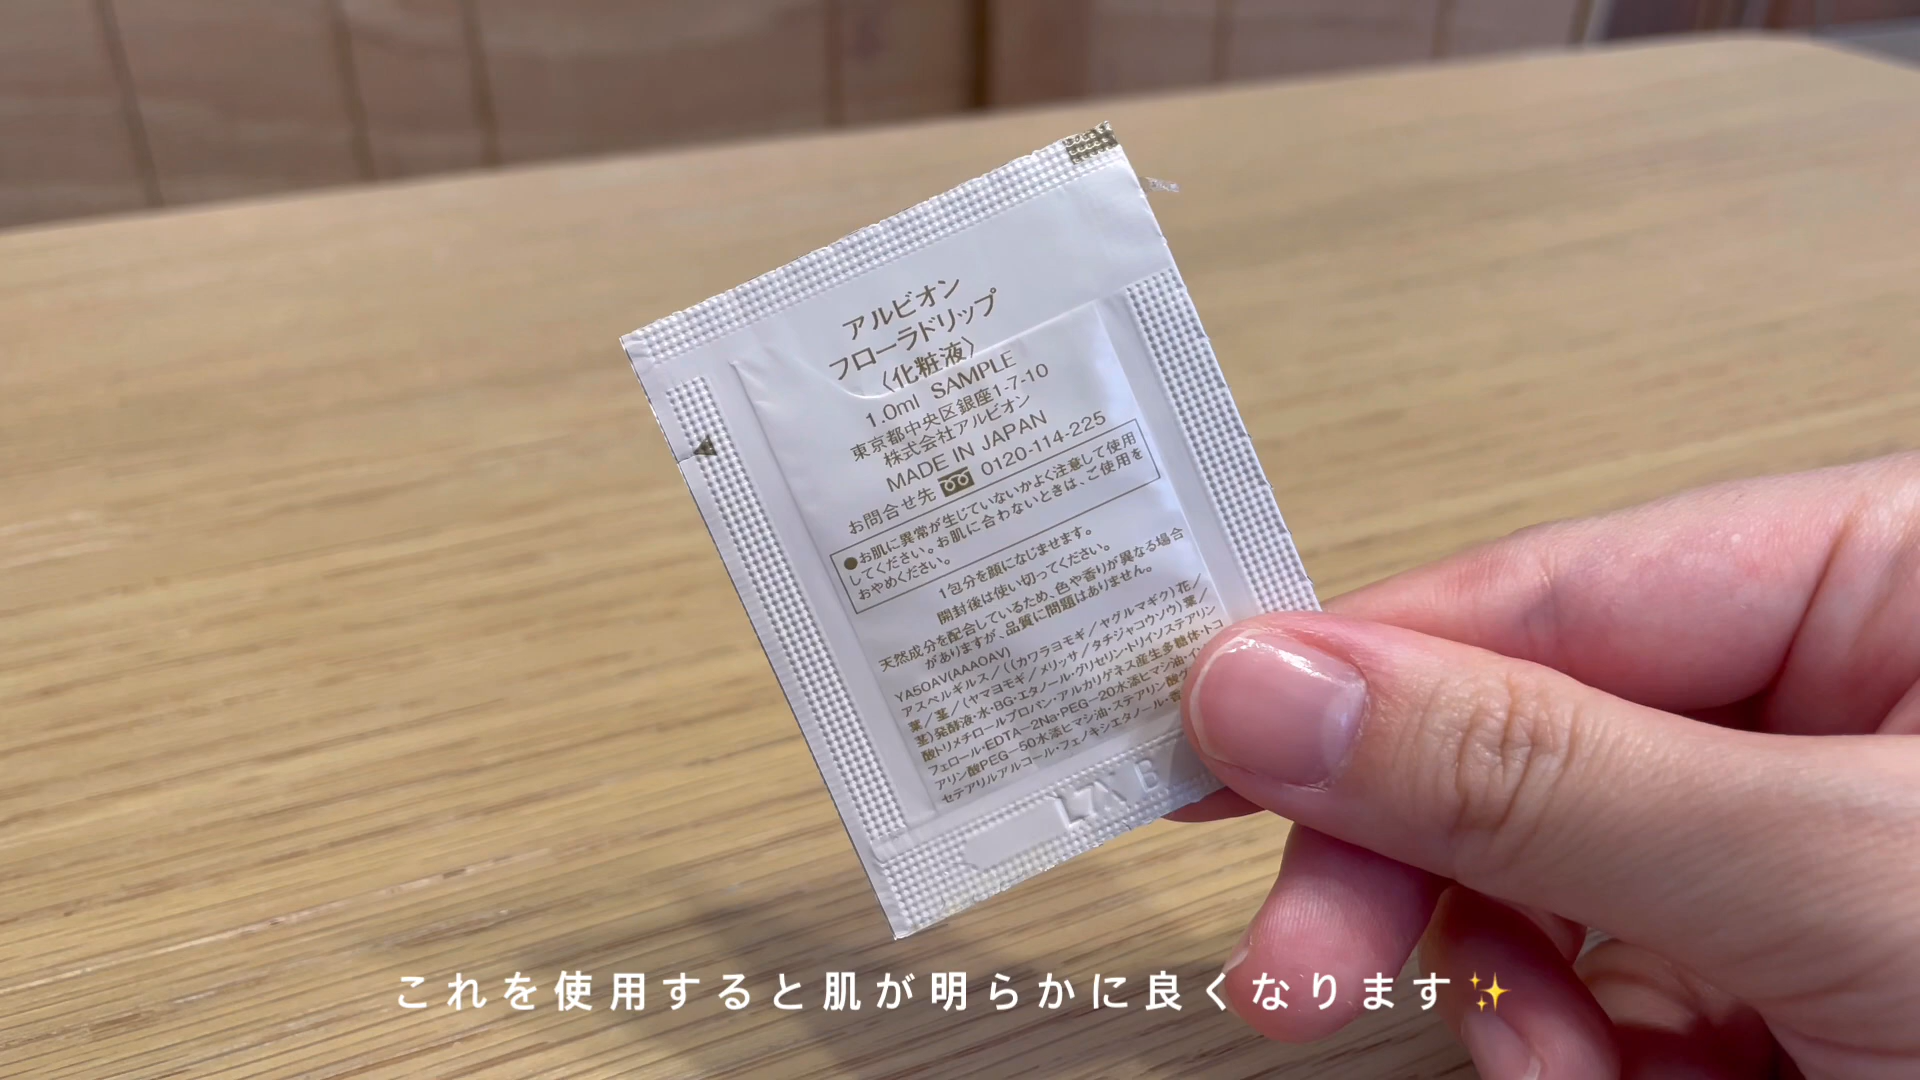 アルビオン
フローラドリップ
〈化粧液〉
1.0ml SAMPLE
東京都中央区銀座1-7-10
株式会社アルビオン
MADE IN JAPAN
お問合せ先 0120-114-225
●お肌に異常が生じていないかよく注意して使用
してください。お肌に合わないときは、ご使用を
おやめください。
1包分を顔になじませます。
開封後は使い切ってください。
天然成分を配合しているため、色や香りが異なる場合
がありますが、品質に問題はありません。
YA50AV(AAA0AV)
アスペルギルス／((カワラヨモギ／ヤグルマギク)花／
葉／茎／(ヤマヨモギ／メリッサ／タチジャコウソウ)葉／
茎)発酵液・水・BG・エタノール・グリセリン・トリイソステアリン
酸トリメチロールプロパン・アルカリゲネス産生多糖体・トコ
フェロール・EDTA－2Na・PEG－20水添ヒマシ油・イソ
アリン酸PEG－50水添ヒマシ油・ステアリン酸グ
セテアリルアルコール・フェノキシエタノール・香
これを使用すると肌が明らかに良くなります✨